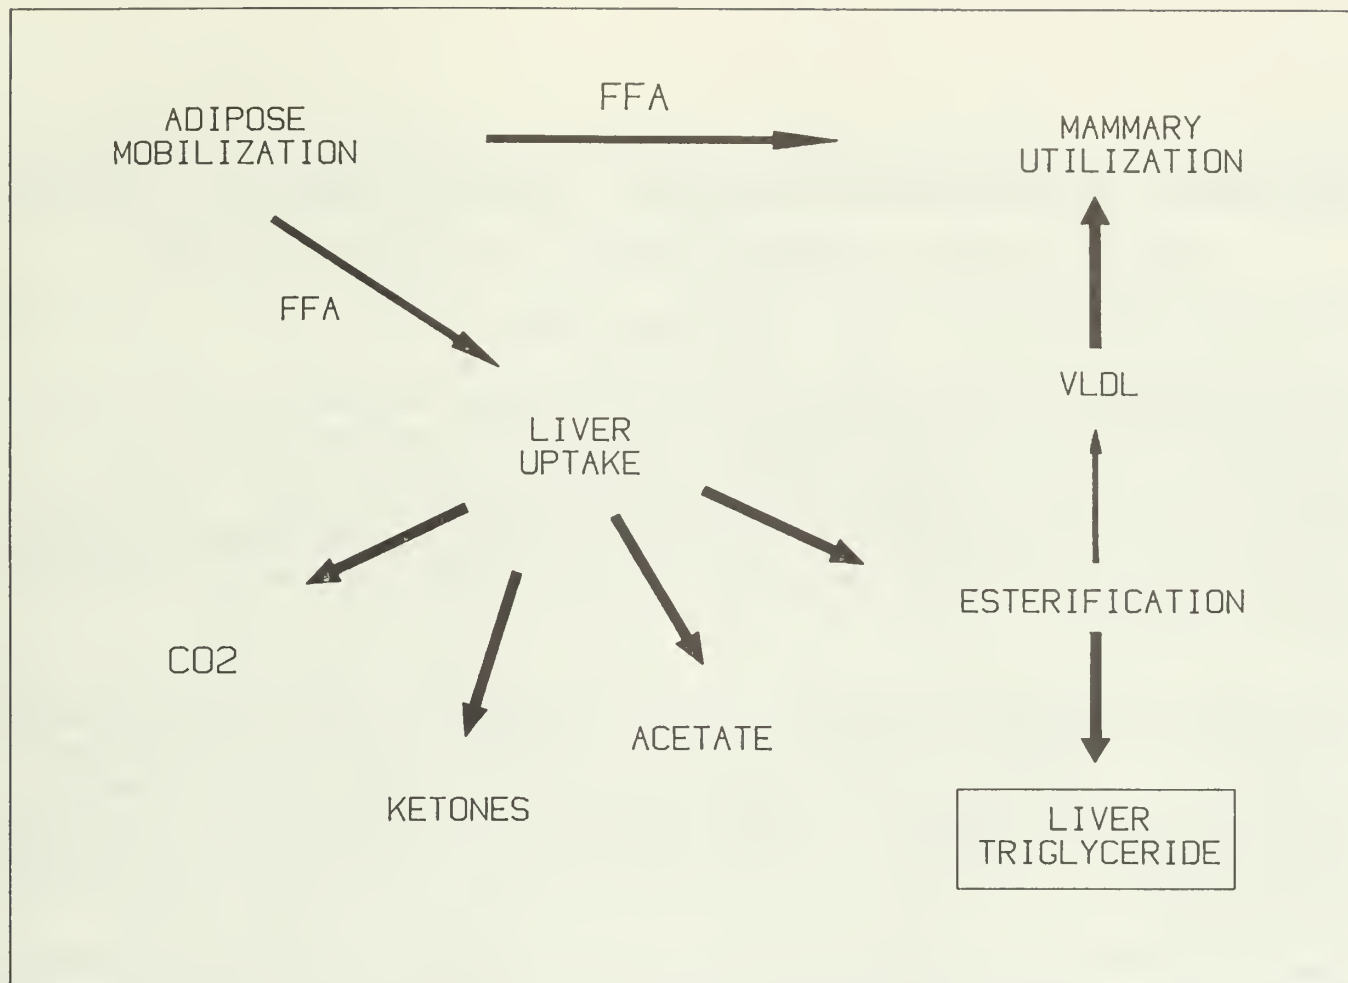 FFA
ADIPOSE
MOBILIZATION
MAMMARY
UTILIZATION
FFA
VLDL
LIVER
UPTAKE
ESTERIFICATION
CO2
ACETATE
KETONES
LIVER
TRIGLYCERIDE